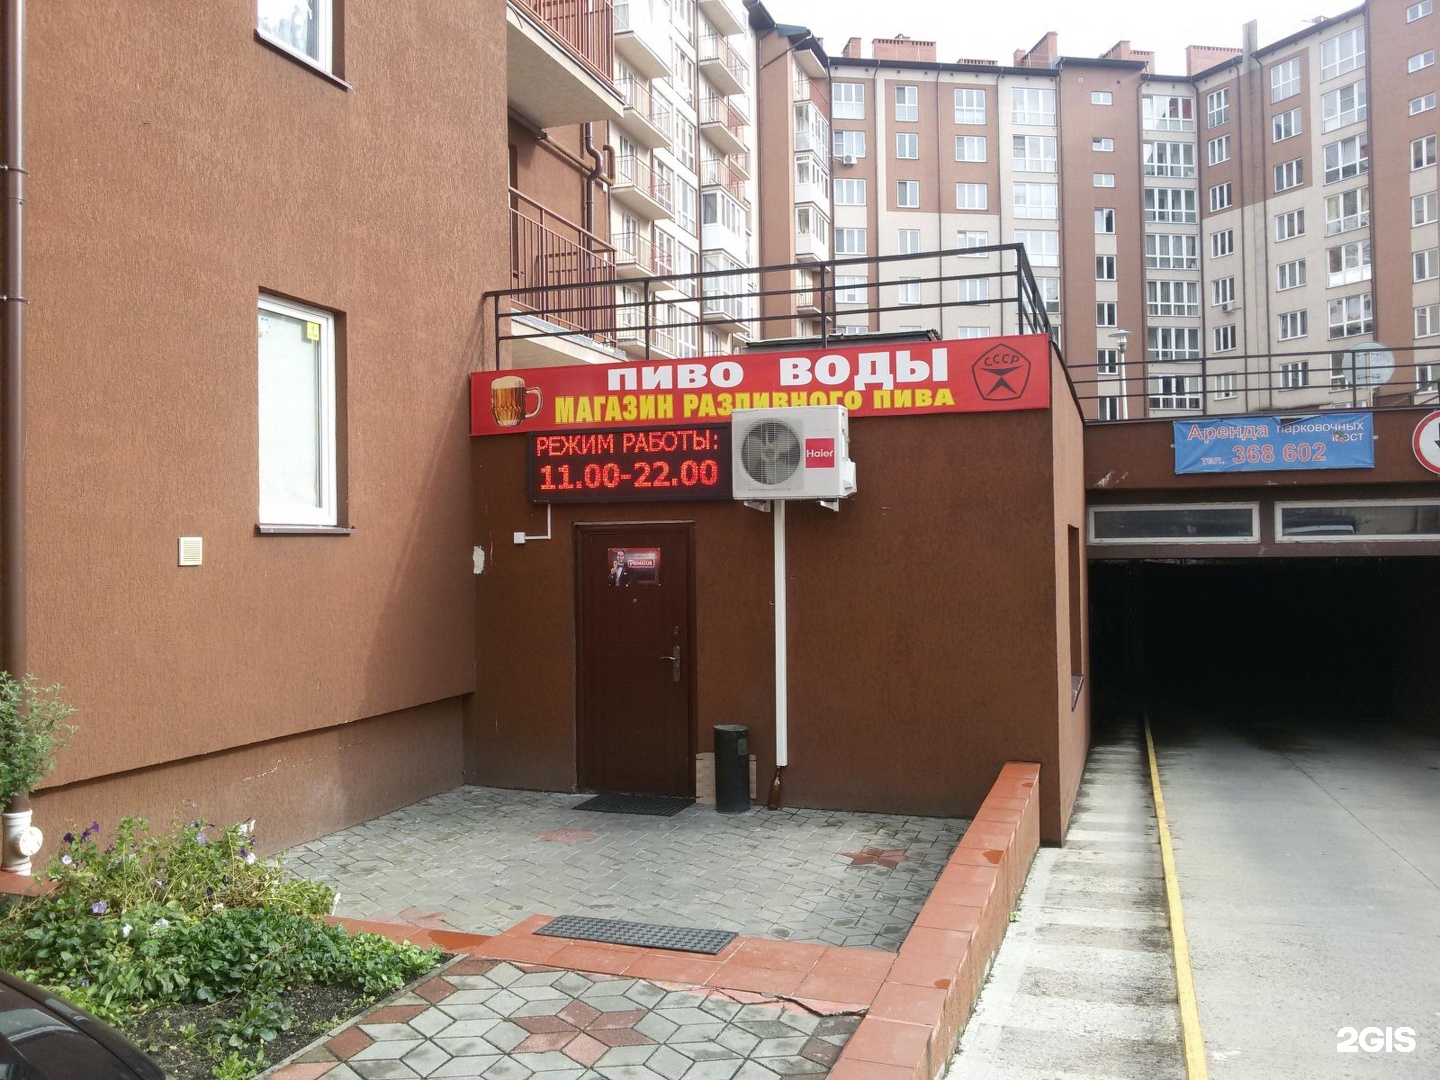 ПИВО ВОДЫ
МАГАЗИН РАЗЛИВНОГО ПИВА
СССР
РЕЖИМ РАБОТЫ:
11.00-22.00
Haier
PRIMATOR
Аренда парковочных
мест
тел. 368 602
2GIS